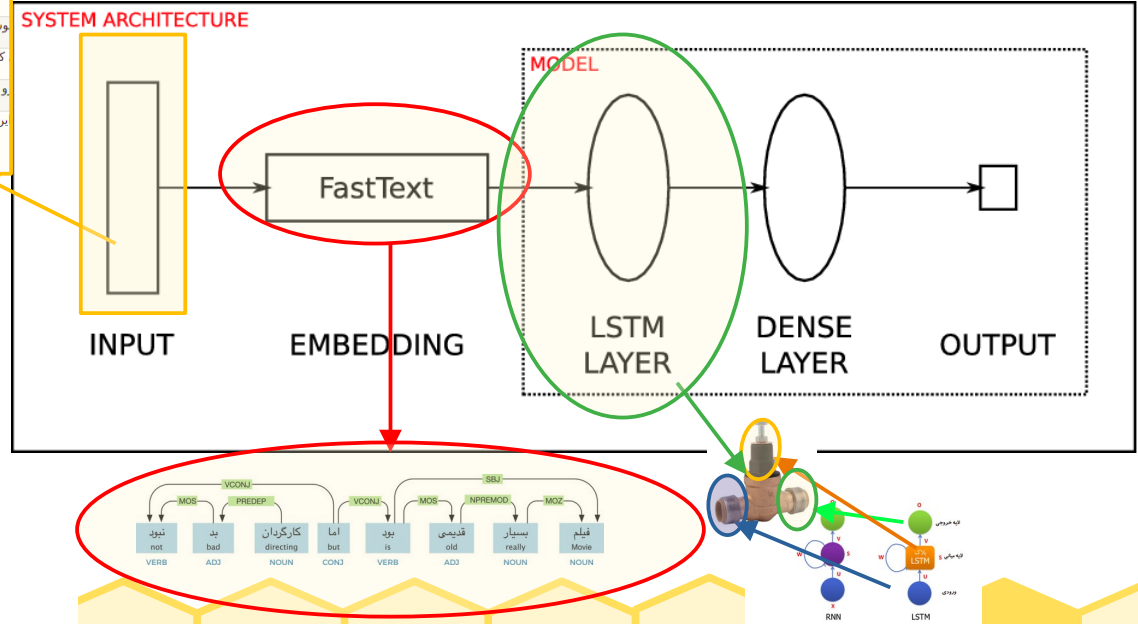 SYSTEM ARCHITECTURE
MODEL
FastText
INPUT
EMBEDDING
LSTM
LAYER
DENSE
LAYER
OUTPUT
VCONJ
SBJ
MOS
PREDEP
VCONJ
MOS
NPREMOD
MOZ
نبود
بد
کارگردان
اما
بود
قدیمی
بسیار
فیلم
not
bad
directing
but
is
old
really
Movie
VERB
ADJ
NOUN
CONJ
VERB
ADJ
NOUN
NOUN
O
لایه خروجی
V
V
W
S
W
بلاک
LSTM
S
لایه میانی
U
U
ورودی
X
RNN
LSTM